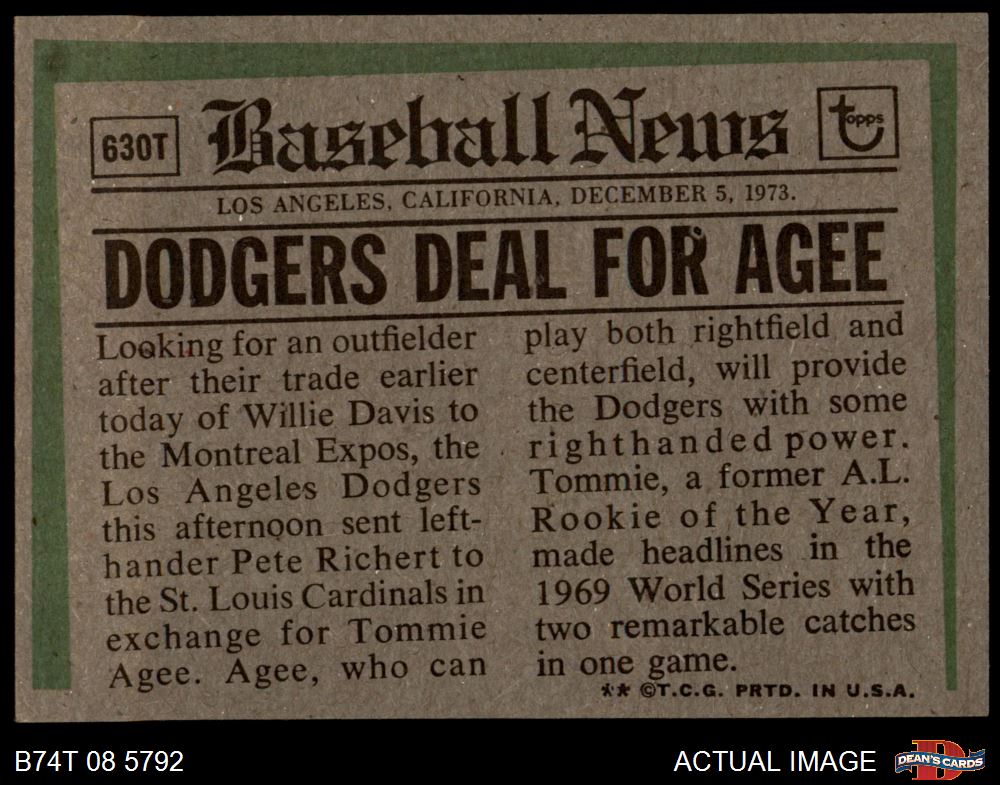 630T
Baseball News
topps
LOS ANGELES, CALIFORNIA, DECEMBER 5, 1973.
DODGERS DEAL FOR AGEE
Looking for an outfielder
after their trade earlier
today of Willie Davis to
the Montreal Expos, the
Los Angeles Dodgers
this afternoon sent left-
hander Pete Richert to
the St. Louis Cardinals in
exchange for Tommie
Agee. Agee, who can
play both rightfield and
centerfield, will provide
the Dodgers with some
righthanded power.
Tommie, a former A.L.
Rookie of the Year,
made headlines in the
1969 World Series with
two remarkable catches
in one game.
** ©T.C.G. PRTD. IN U.S.A.
B74T 08 5792
ACTUAL IMAGE
DEAN'S CARDS